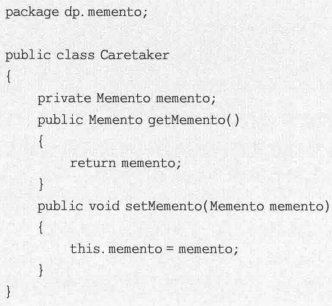 package dp.memento;
public class Caretaker
{
private Memento memento;
public Memento getMemento()
{
return memento;
}
public void setMemento(Memento memento)
{
this.memento = memento;
}
}